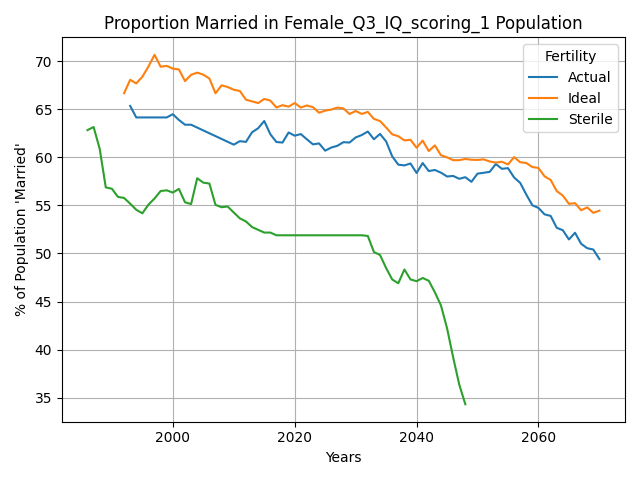 Proportion Married in Female_Q3_IQ_scoring_1 Population
% of Population 'Married'
70
65
60
55
50
45
40
35
2000
2020
2040
2060
Years
Fertility
Actual
Ideal
Sterile